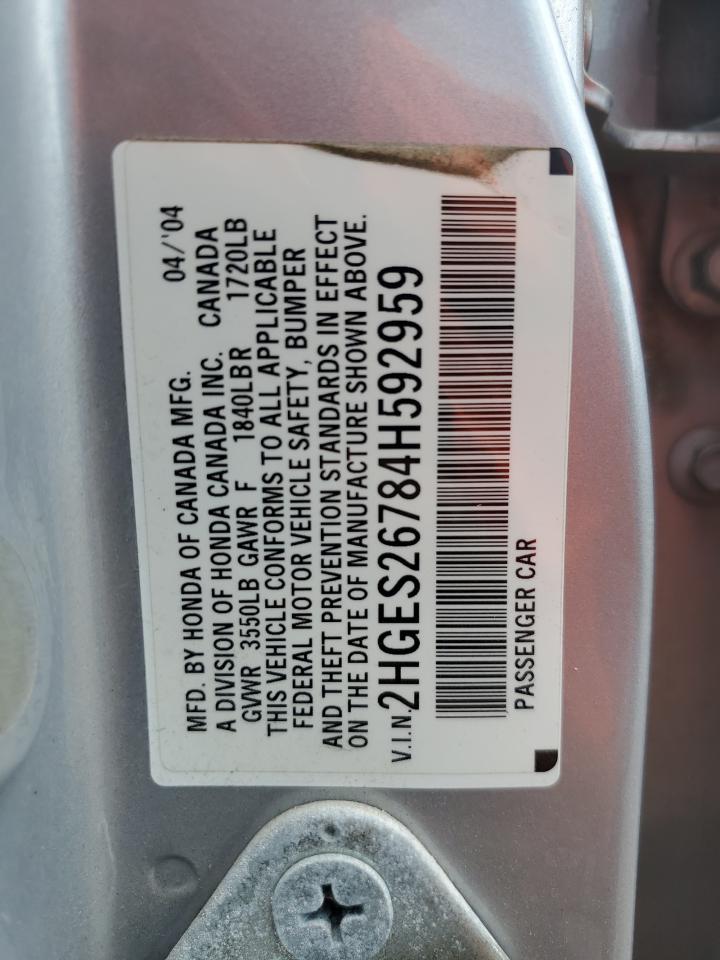 MFD. BY HONDA OF CANADA MFG. 04/'04
A DIVISION OF HONDA CANADA INC. CANADA
GVWR 3550LB GAWR F 1840LBR 1720LB
THIS VEHICLE CONFORMS TO ALL APPLICABLE
FEDERAL MOTOR VEHICLE SAFETY, BUMPER
AND THEFT PREVENTION STANDARDS IN EFFECT
ON THE DATE OF MANUFACTURE SHOWN ABOVE.
V.I.N. 2HGES26784H592959
PASSENGER CAR